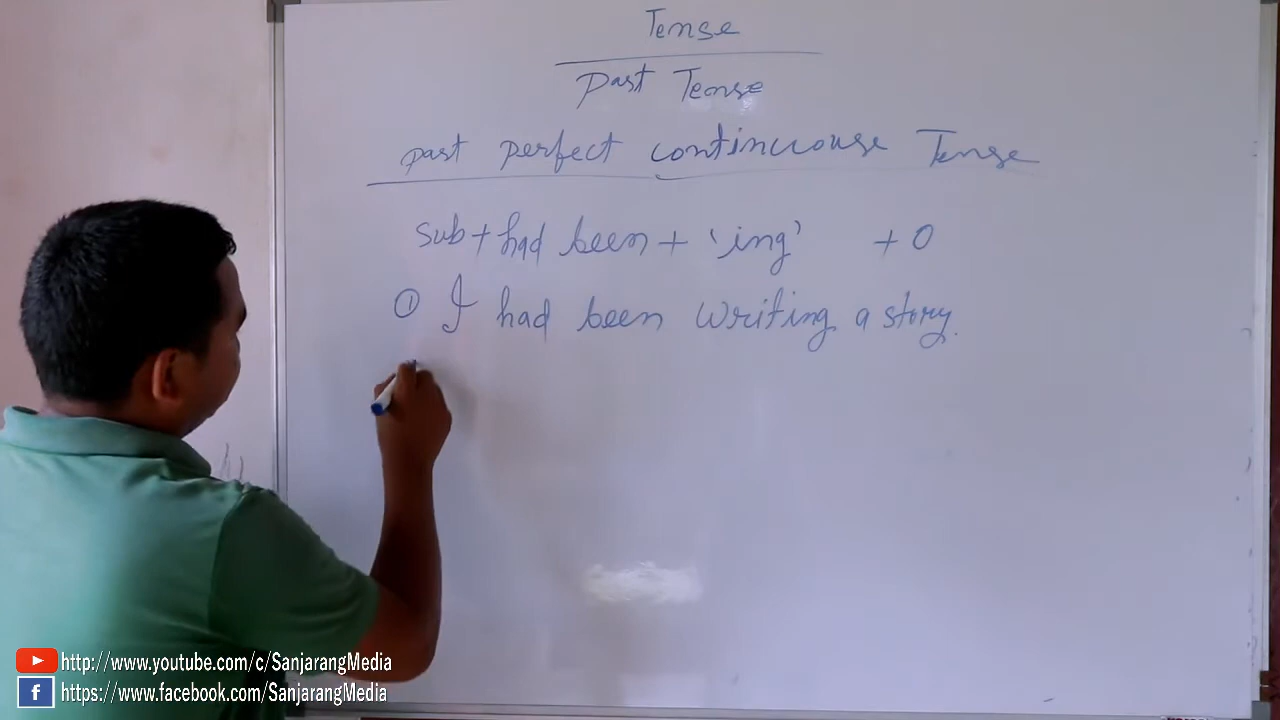 Tense
Past Tense
past perfect continuouse Tense
sub + had been + 'ing' + O
① I had been writing a story.
http://www.youtube.com/c/SanjarangMedia
https://www.facebook.com/SanjarangMedia